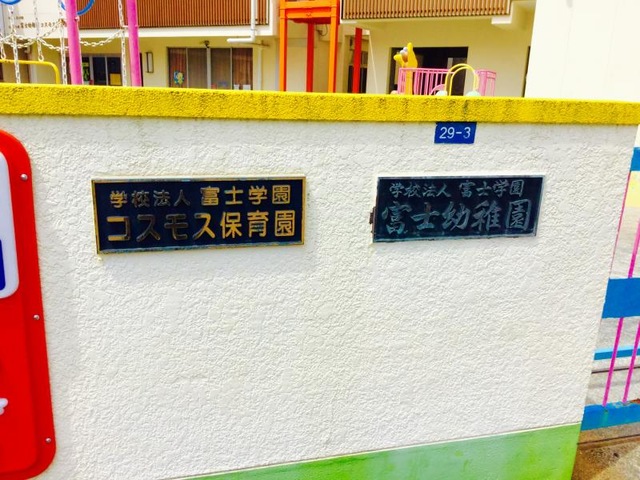 29-3
学校法人 富士学園
コスモス保育園
学校法人 富士学園
富士幼稚園